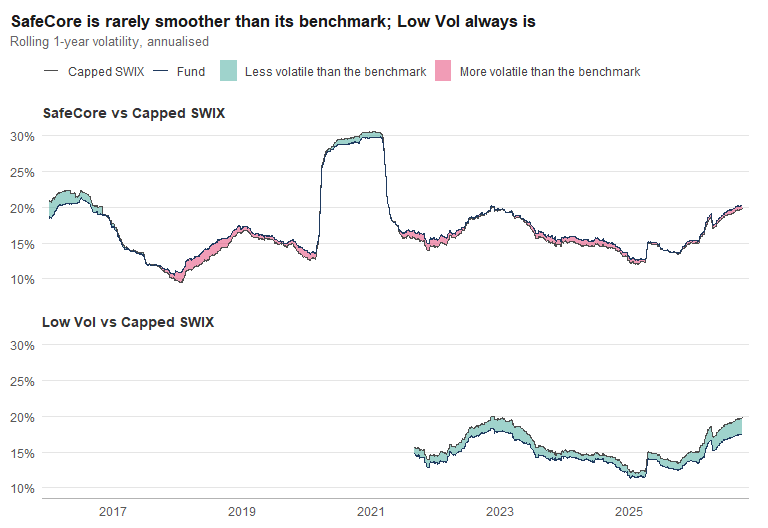 SafeCore is rarely smoother than its benchmark; Low Vol always is
Rolling 1-year volatility, annualised
Capped SWIX Fund Less volatile than the benchmark More volatile than the benchmark
SafeCore vs Capped SWIX
30%
25%
20%
15%
10%
Low Vol vs Capped SWIX
30%
25%
20%
15%
10%
2017 2019 2021 2023 2025